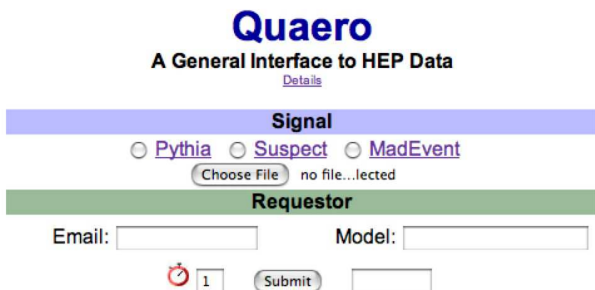 Quaero
A General Interface to HEP Data
Details
Signal
Pythia Suspect MadEvent
Choose File no file...lected
Requestor
Email: Model:
1 Submit